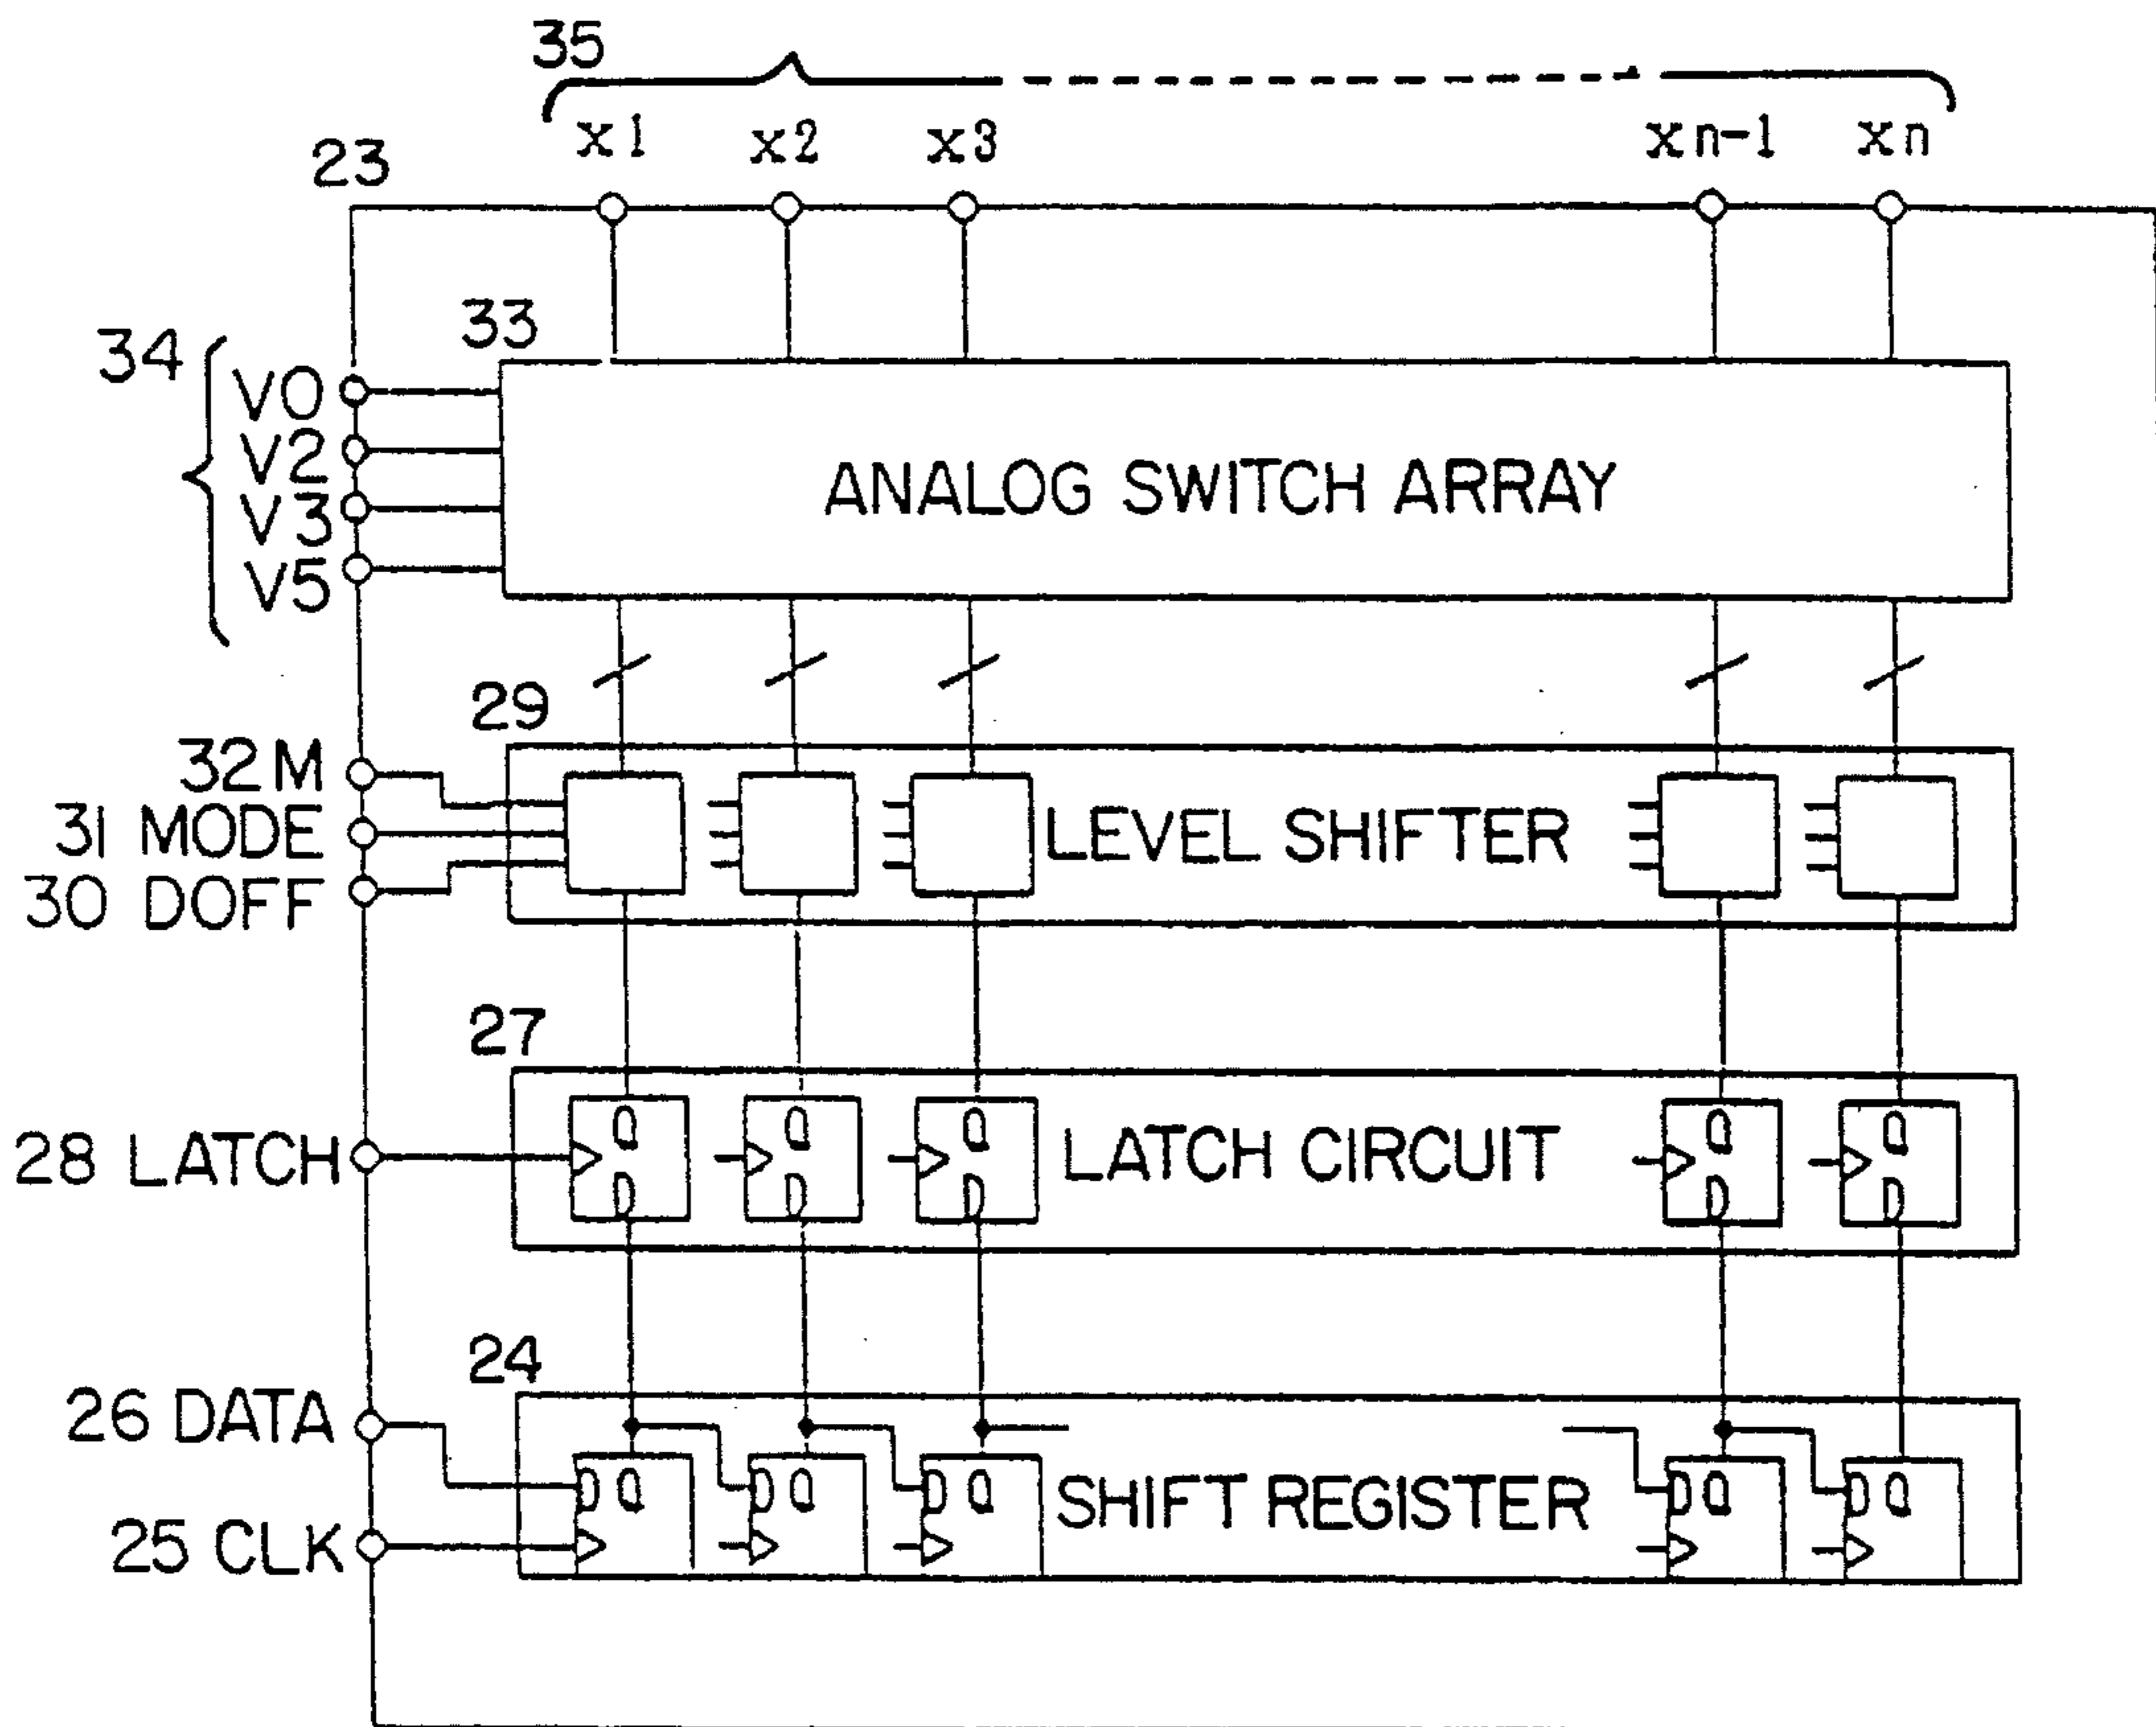 35
x1 x2 x3 xn-1 xn
23
33
34
V0
V2
V3
V5
ANALOG SWITCH ARRAY
29
32 M
31 MODE
30 DOFF
LEVEL SHIFTER
27
Q Q Q Q Q
28 LATCH
LATCH CIRCUIT
D D D D D
24
26 DATA
D Q D Q D Q D Q D Q
SHIFT REGISTER
25 CLK